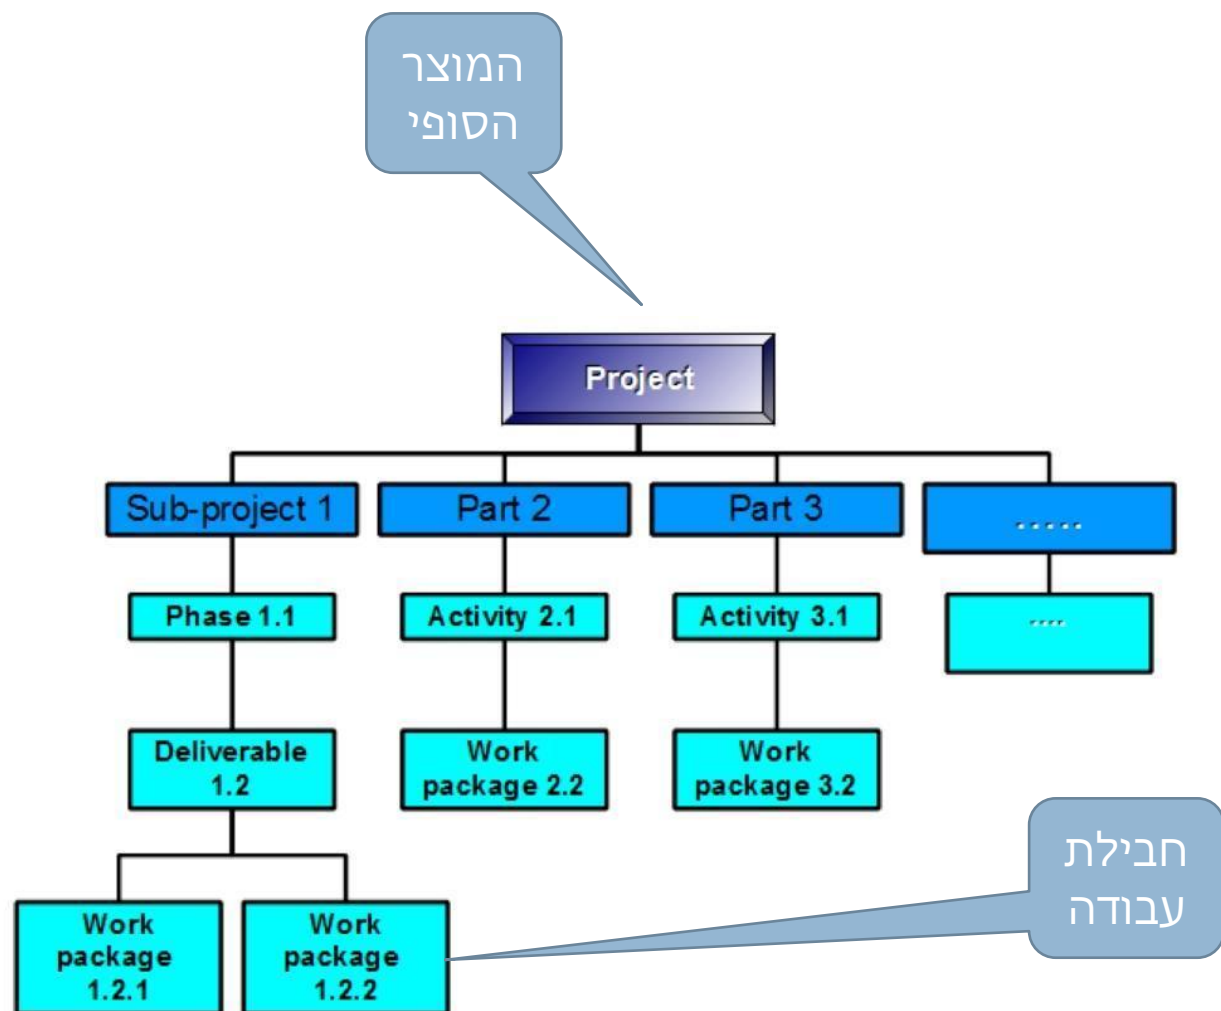 המוצר
הסופי
Project
Sub-project 1
Part 2
Part 3
.....
Phase 1.1
Activity 2.1
Activity 3.1
....
Deliverable
1.2
Work
package 2.2
Work
package 3.2
חבילת
עבודה
Work
package
1.2.1
Work
package
1.2.2